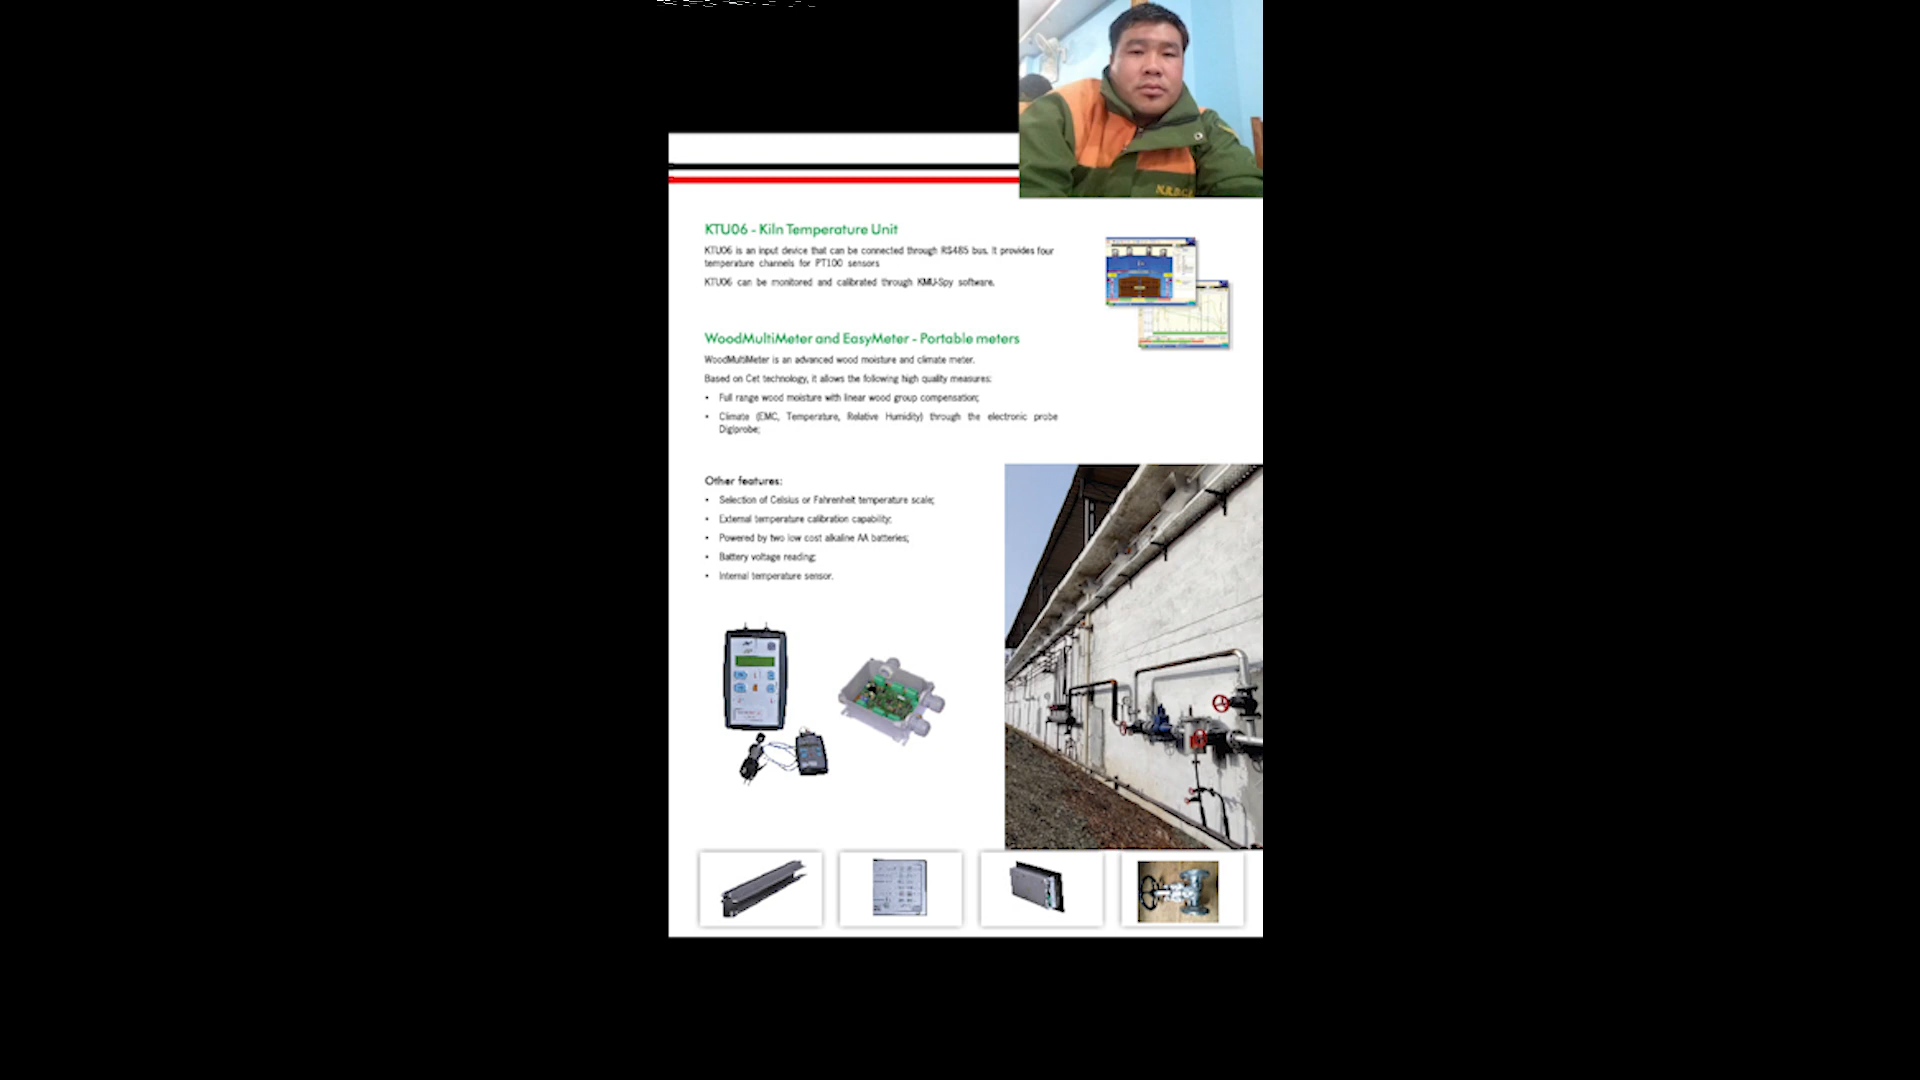 N.R.D.C.L
KTU06 - Kiln Temperature Unit
KTU06 is an input device that can be connected through RS485 bus. It provides four
temperature channels for PT100 sensors
KTU06 can be monitored and calibrated through KMU-Spy software.
WoodMultiMeter and EasyMeter - Portable meters
WoodMultiMeter is an advanced wood moisture and climate meter.
Based on Cet technology, it allows the following high quality measures:
• Full range wood moisture with linear wood group compensation;
• Climate (EMC, Temperature, Relative Humidity) through the electronic probe
Digiprobe;
Other features:
• Selection of Celsius or Fahrenheit temperature scale;
• External temperature calibration capability;
• Powered by two low cost alkaline AA batteries;
• Battery voltage reading;
• Internal temperature sensor.